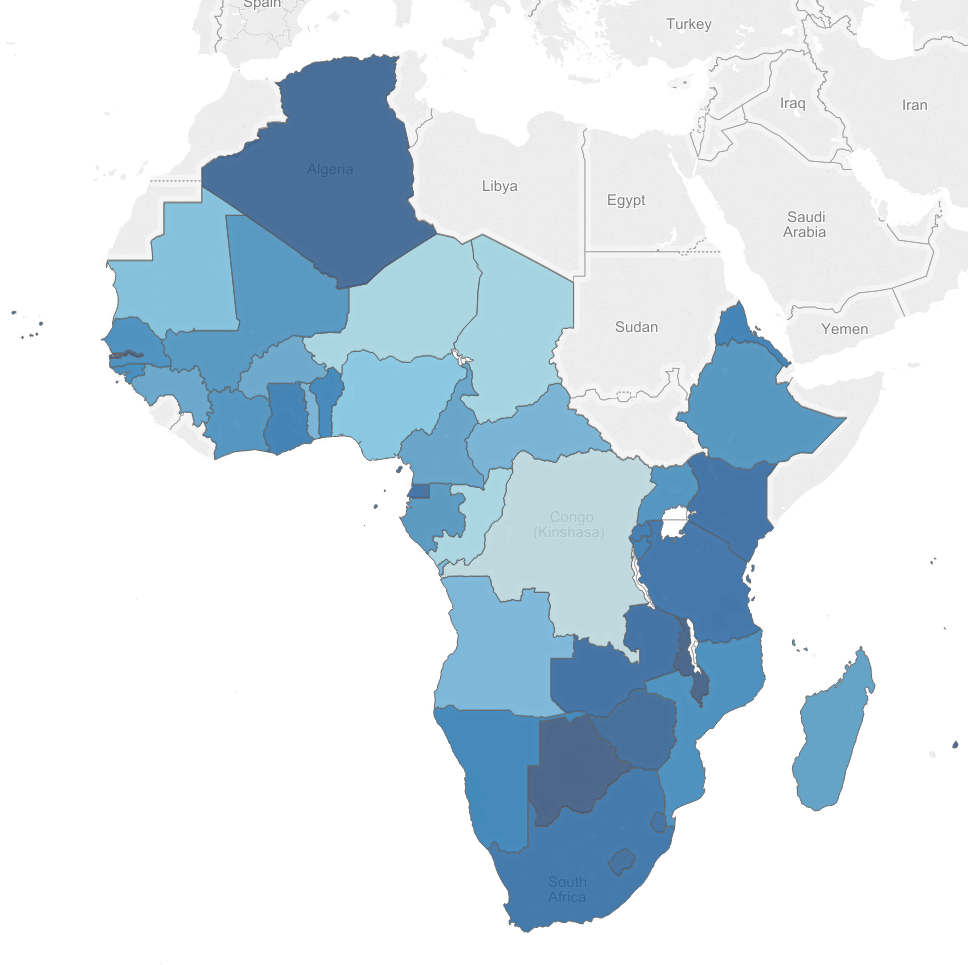 Spain
Turkey
Iraq
Iran
Algeria
Libya
Egypt
Saudi
Arabia
Sudan
Yemen
Congo
(Kinshasa)
South
Africa